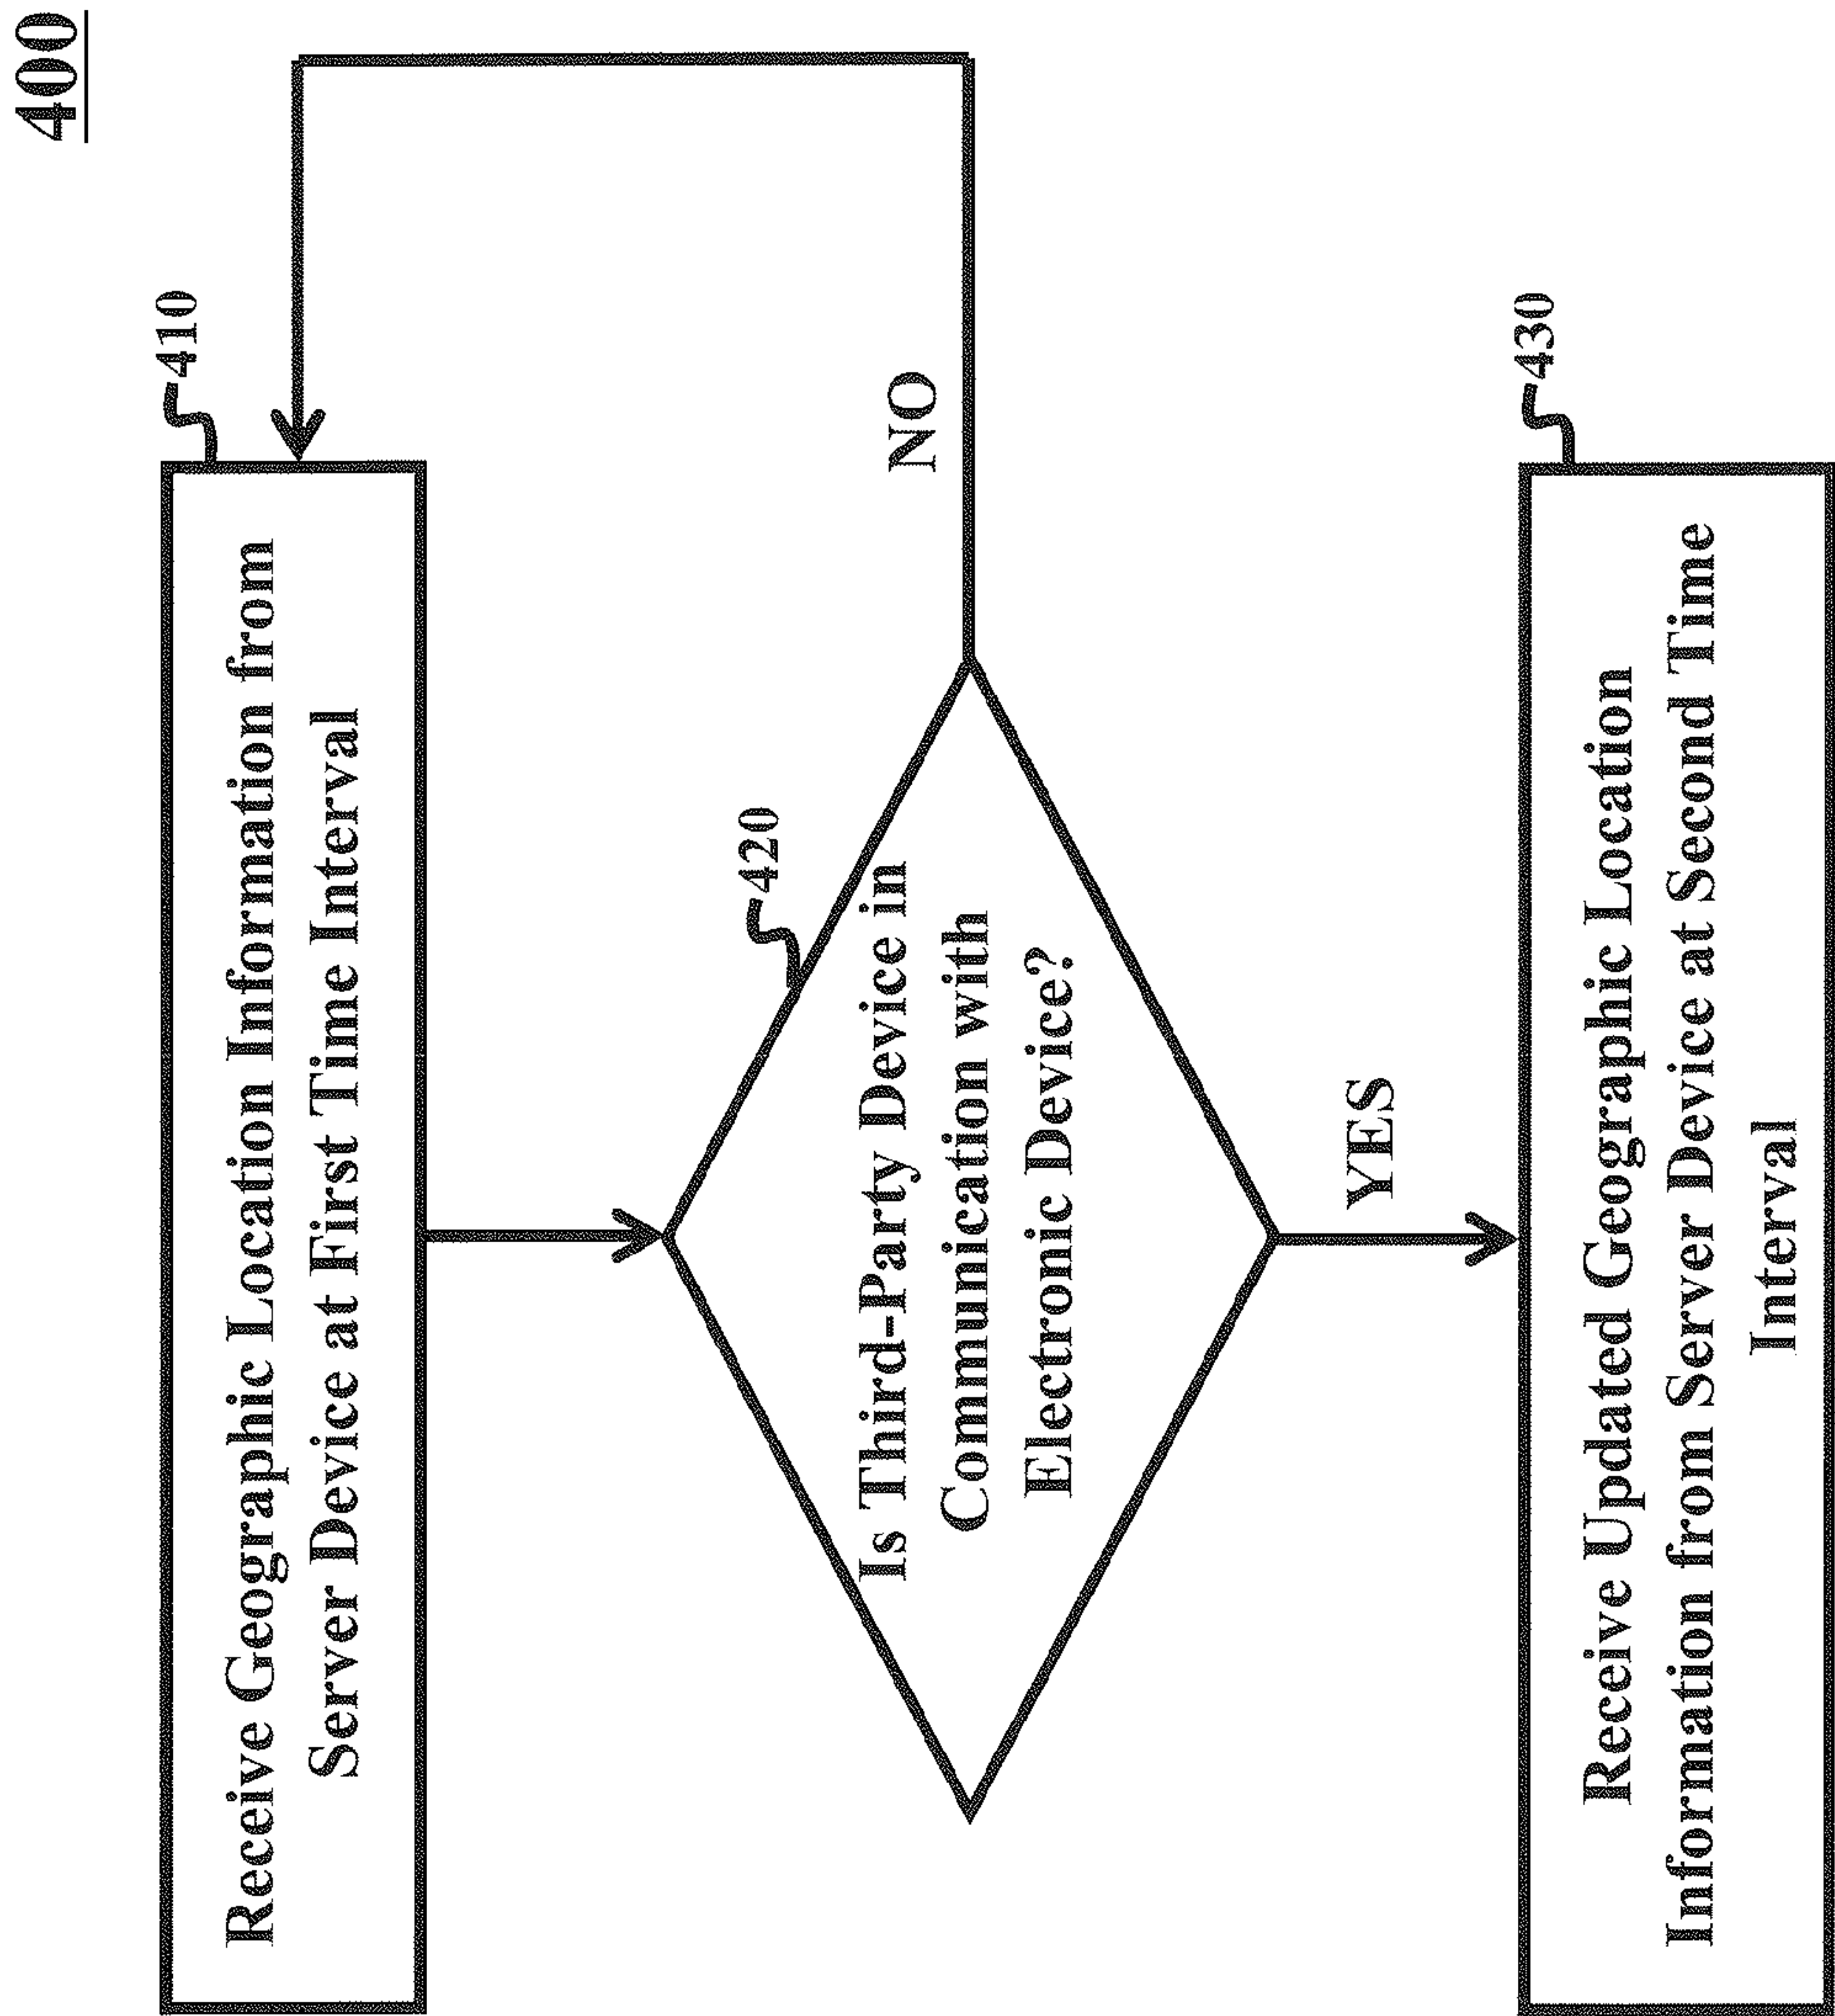 400
410
Receive Geographic Location Information from
Server Device at First Time Interval
420
Is Third-Party Device in
Communication with
Electronic Device?
NO
YES
430
Receive Updated Geographic Location
Information from Server Device at Second Time
Interval